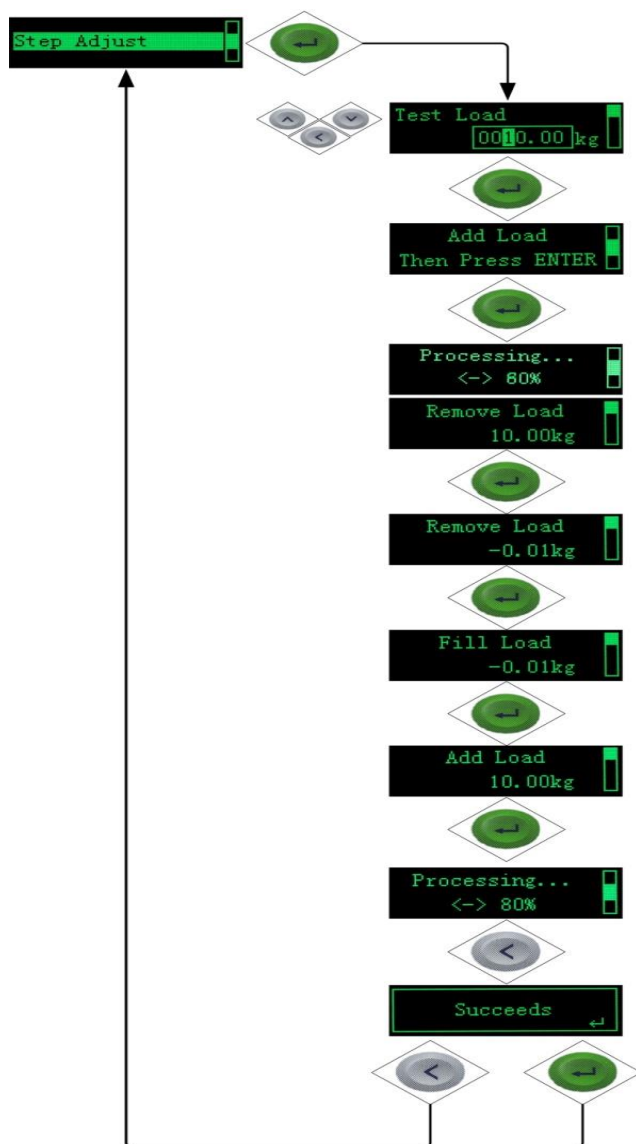 Step Adjust
Test Load
0010.00 kg
Add Load
Then Press ENTER
Processing...
<-> 60%
Remove Load
10.00kg
Remove Load
-0.01kg
Fill Load
-0.01kg
Add Load
10.00kg
Processing...
<-> 80%
Succeeds